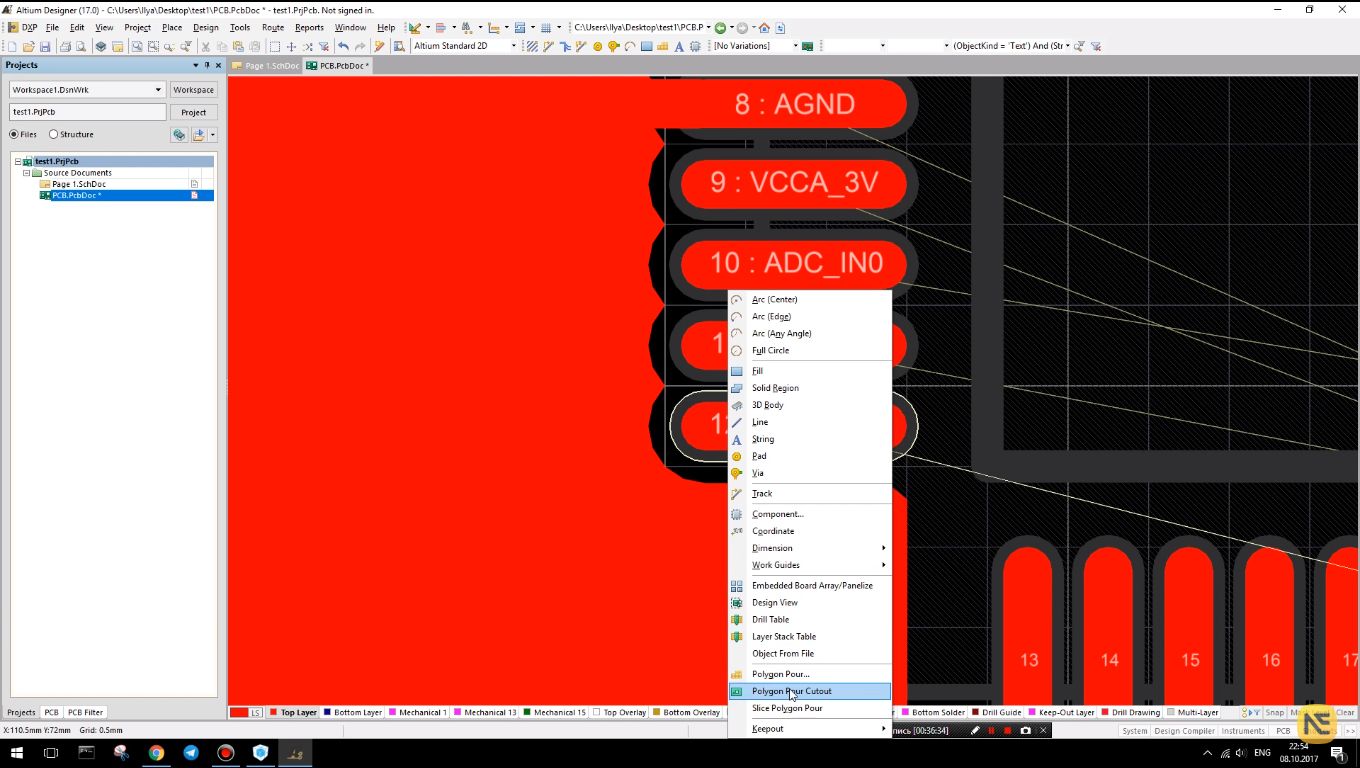 Altium Designer (17.0) - C:\Users\Ilya\Desktop\test1\PCB.PcbDoc * - test1.PrjPcb. Not signed in.
DXP File Edit View Project Place Design Tools Route Reports Window Help C:\Users\Ilya\Desktop\test1\PCB.P
Altium Standard 2D [No Variations] (ObjectKind = 'Text') And (Str
Projects
Page 1.SchDoc PCB.PcbDoc *
Workspace1.DsnWrk Workspace
test1.PrjPcb Project
Files Structure
test1.PrjPcb
Source Documents
Page 1.SchDoc
PCB.PcbDoc *
8 : AGND
9 : VCCA_3V
10 : ADC_IN0
Arc (Center)
Arc (Edge)
Arc (Any Angle)
Full Circle
Fill
Solid Region
3D Body
Line
String
Pad
Via
Track
Component...
Coordinate
Dimension
Work Guides
Embedded Board Array/Panelize
Design View
Drill Table
Layer Stack Table
Object From File
Polygon Pour...
Polygon Pour Cutout
Slice Polygon Pour
Keepout
13 14 15 16 17
Projects PCB PCB Filter
LS Top Layer Bottom Layer Mechanical 1 Mechanical 13 Mechanical 15 Top Overlay Bottom Overlay Bottom Solder Drill Guide Keep-Out Layer Drill Drawing Multi-Layer Snap Clear
X:110.5mm Y:72mm Grid: 0.5mm
пись [00:36:34]
System Design Compiler Instruments PCB >>
ENG
22:54
08.10.2017